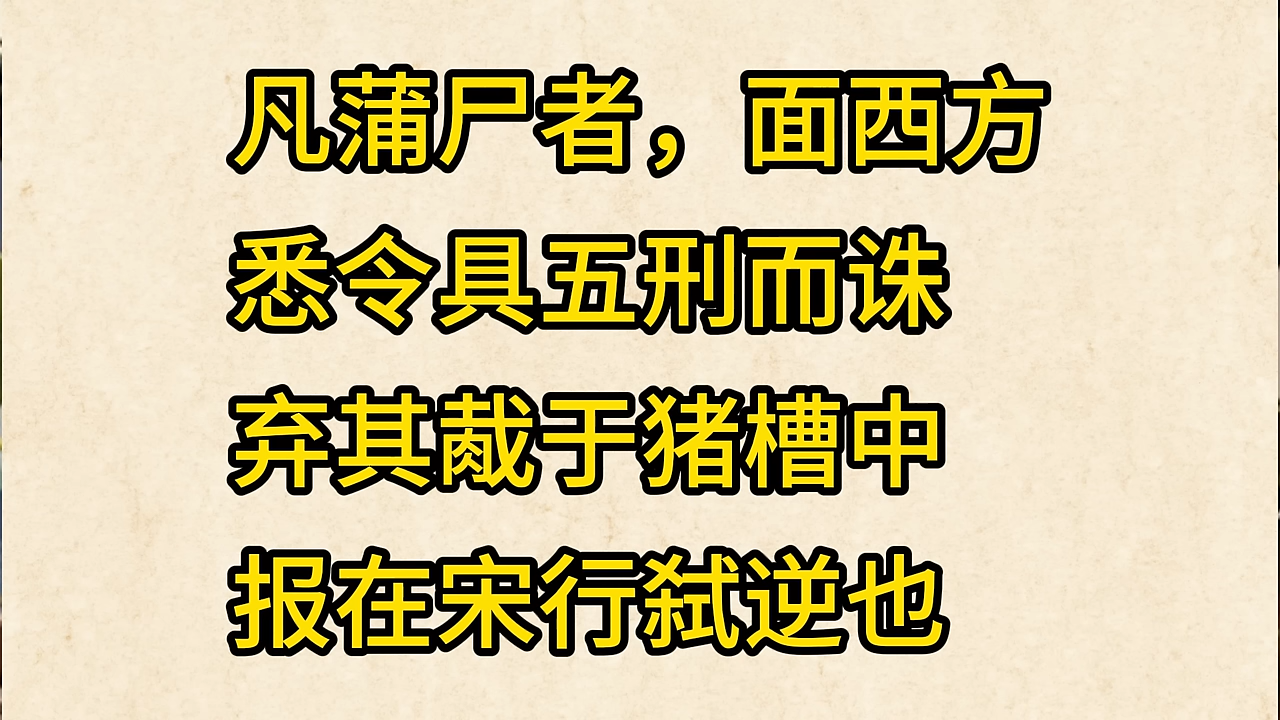 凡蒲尸者，面西方
悉令具五刑而诛
弃其胾于猪槽中
报在宋行弑逆也